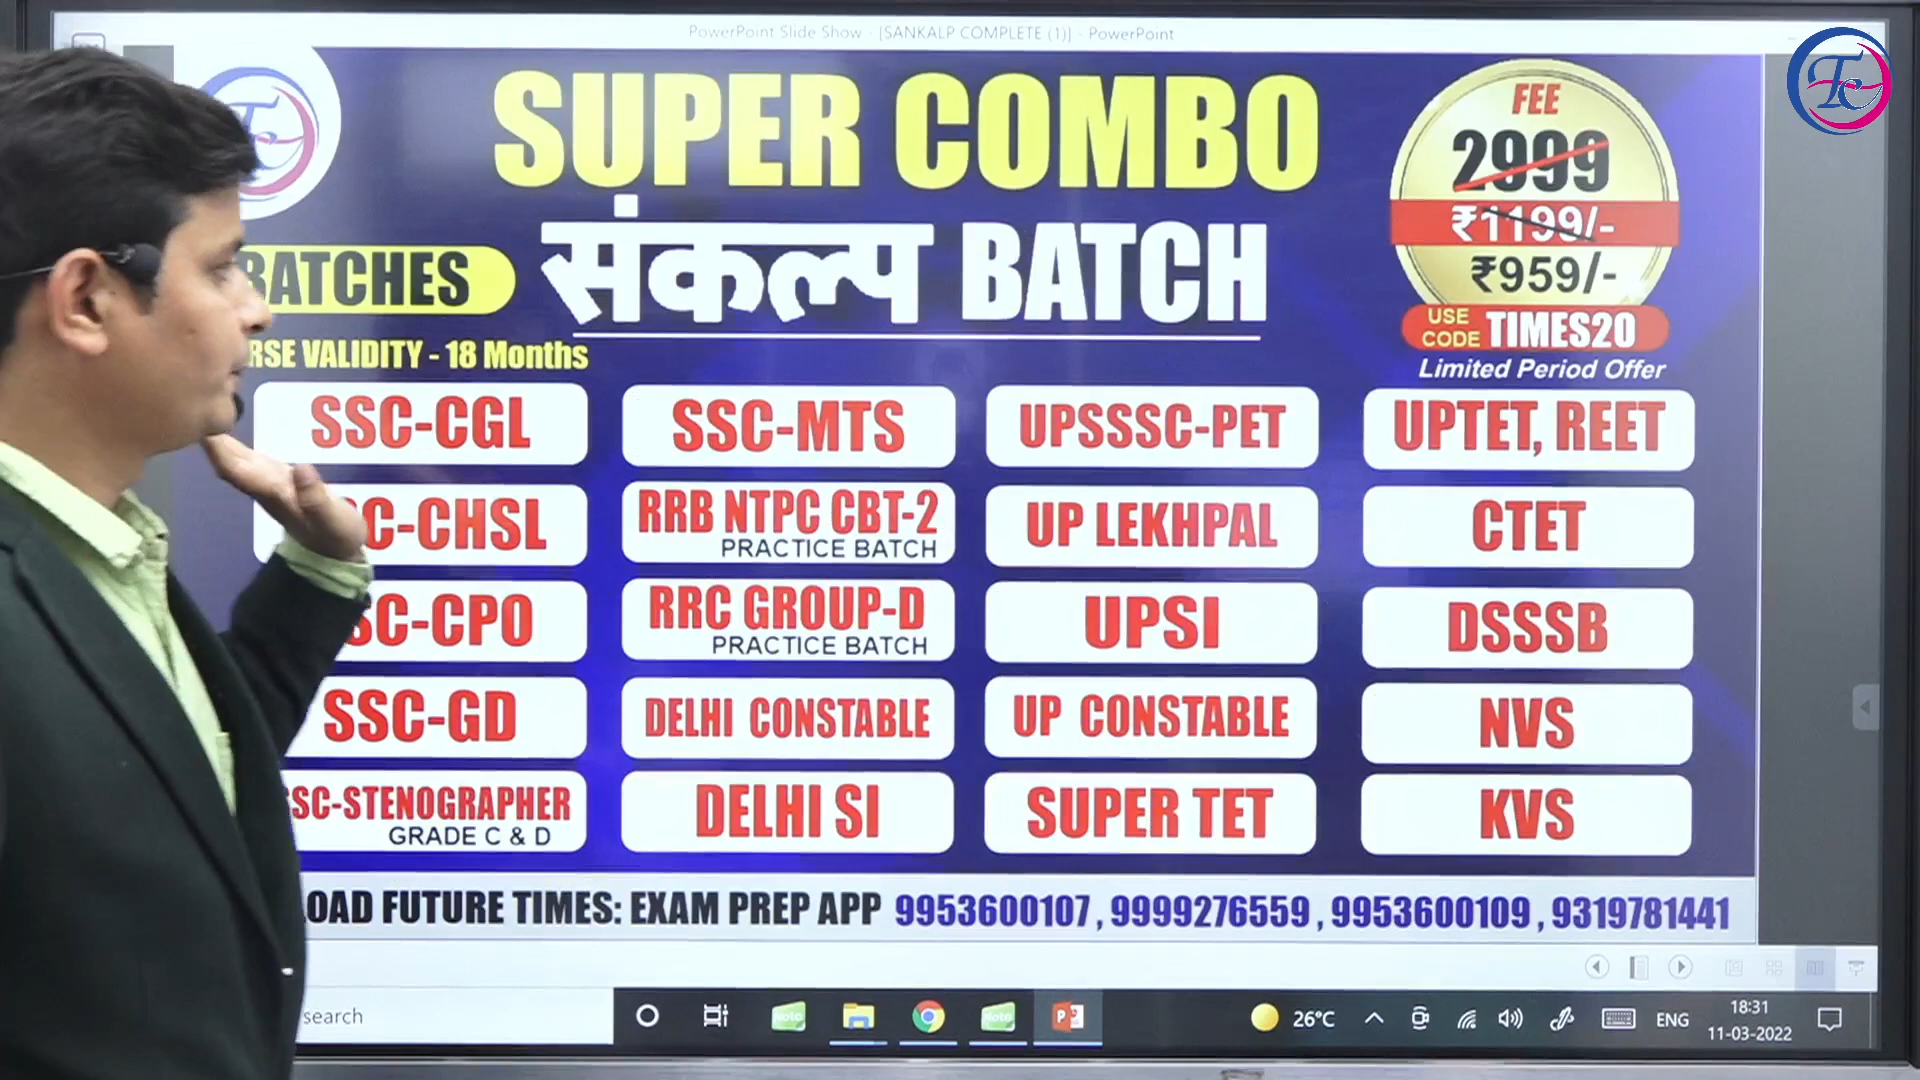 PowerPoint Slide Show - [SANKALP COMPLETE (1)] - PowerPoint
Tc
SUPER COMBO
संकल्प BATCH
BATCHES
VALIDITY - 18 Months
FEE
2999
₹1199/-
₹959/-
USE CODE TIMES20
Limited Period Offer
SSC-CGL
SSC-MTS
UPSSSC-PET
UPTET, REET
C-CHSL
RRB NTPC CBT-2
PRACTICE BATCH
UP LEKHPAL
CTET
SC-CPO
RRC GROUP-D
PRACTICE BATCH
UPSI
DSSSB
SSC-GD
DELHI CONSTABLE
UP CONSTABLE
NVS
SC-STENOGRAPHER
GRADE C & D
DELHI SI
SUPER TET
KVS
OAD FUTURE TIMES: EXAM PREP APP 9953600107, 9999276559, 9953600109, 9319781441
search
26°C
ENG
18:31
11-03-2022